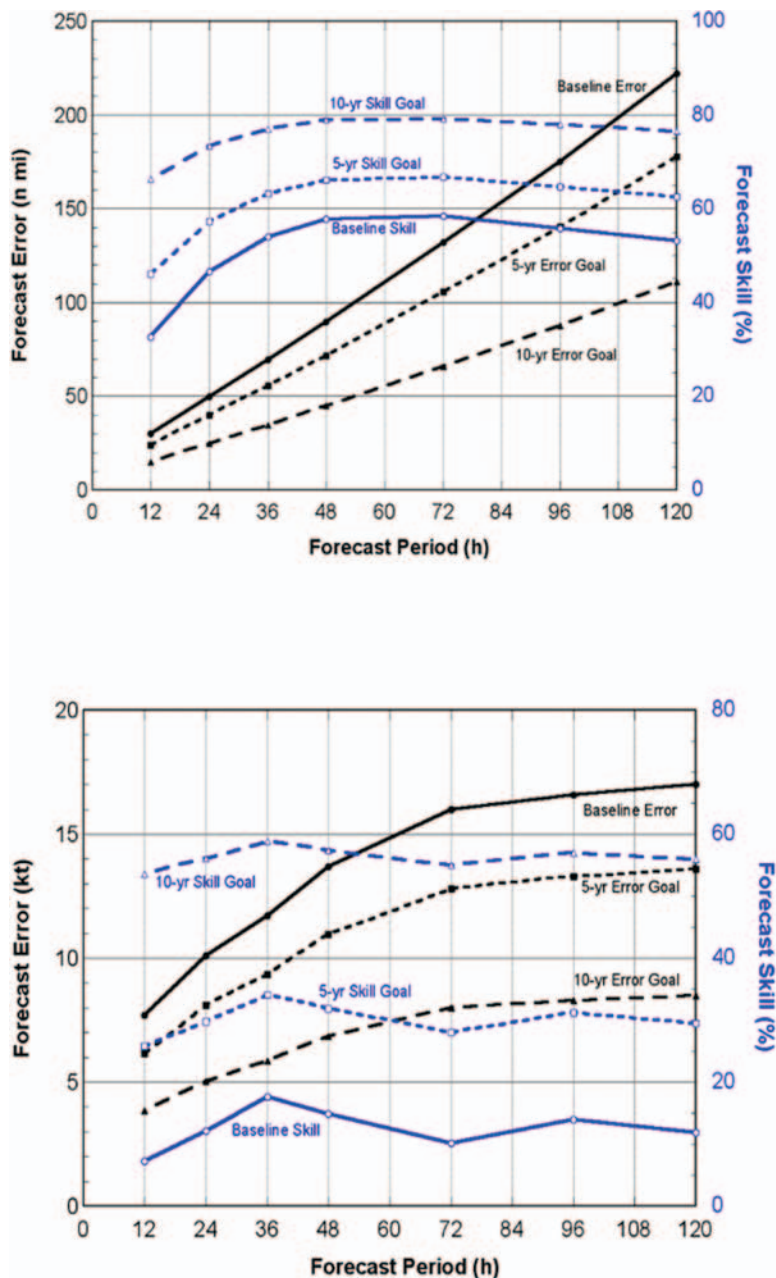 250
200
150
100
50
0
100
80
60
40
20
0
Forecast Error (n mi)
Forecast Skill (%)
Baseline Error
10-yr Skill Goal
5-yr Skill Goal
Baseline Skill
5-yr Error Goal
10-yr Error Goal
0 12 24 36 48 60 72 84 96 108 120
Forecast Period (h)
20
15
10
5
0
80
60
40
20
0
Forecast Error (kt)
Forecast Skill (%)
Baseline Error
10-yr Skill Goal
5-yr Error Goal
10-yr Error Goal
5-yr Skill Goal
Baseline Skill
0 12 24 36 48 60 72 84 96 108 120
Forecast Period (h)